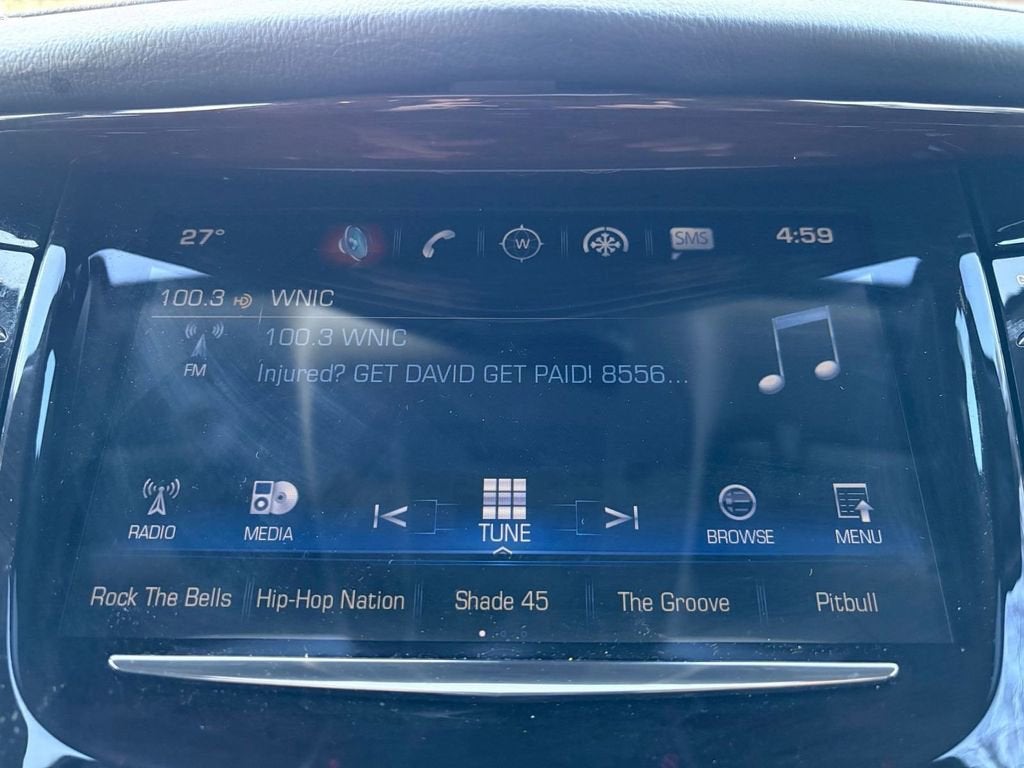 27° W SMS 4:59
100.3 HD WNIC
100.3 WNIC
FM
Injured? GET DAVID GET PAID! 8556...
RADIO MEDIA TUNE BROWSE MENU
Rock The Bells Hip-Hop Nation Shade 45 The Groove Pitbull